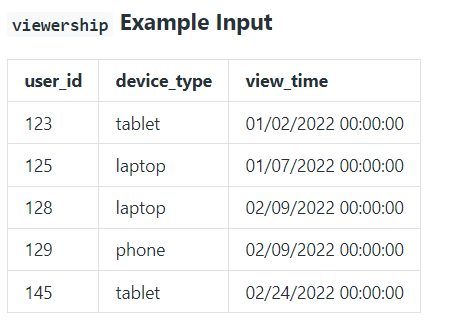 viewership Example Input
user_id device_type view_time
123 tablet 01/02/2022 00:00:00
125 laptop 01/07/2022 00:00:00
128 laptop 02/09/2022 00:00:00
129 phone 02/09/2022 00:00:00
145 tablet 02/24/2022 00:00:00